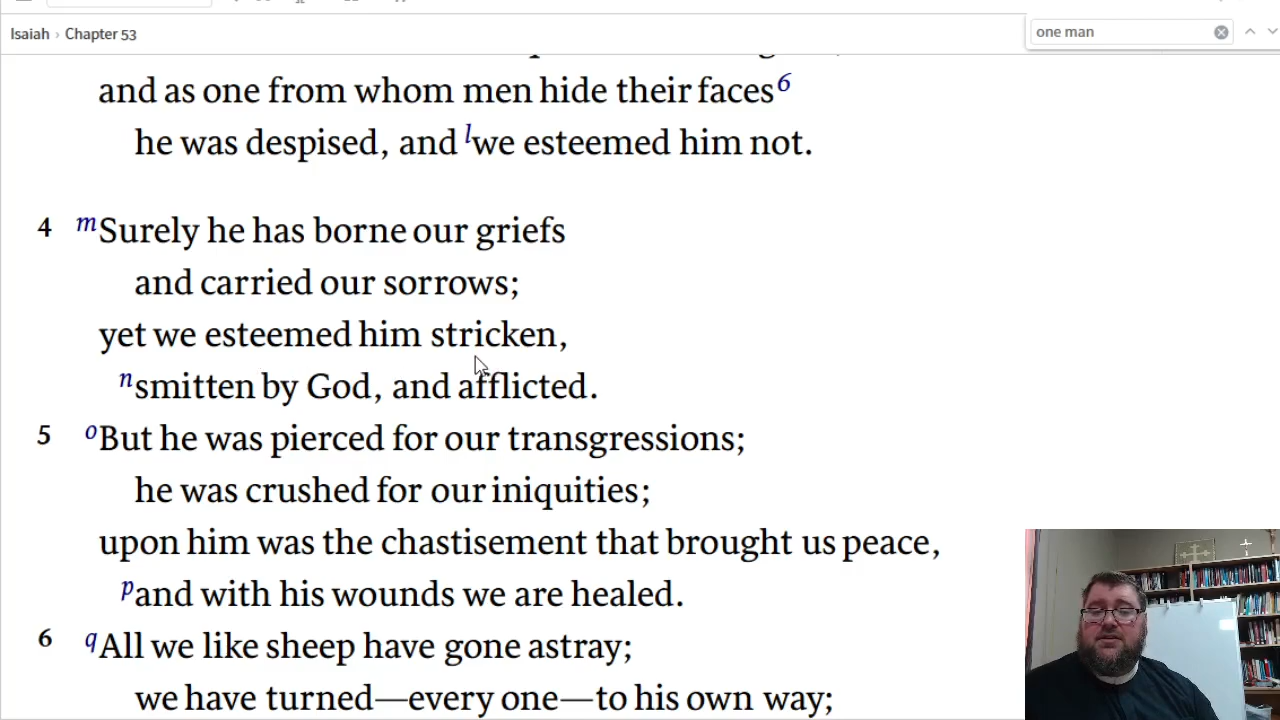 Isaiah › Chapter 53
one man
and as one from whom men hide their faces6
he was despised, and lwe esteemed him not.
4 mSurely he has borne our griefs
and carried our sorrows;
yet we esteemed him stricken,
nsmitten by God, and afflicted.
5 oBut he was pierced for our transgressions;
he was crushed for our iniquities;
upon him was the chastisement that brought us peace,
pand with his wounds we are healed.
6 qAll we like sheep have gone astray;
we have turned—every one—to his own way;